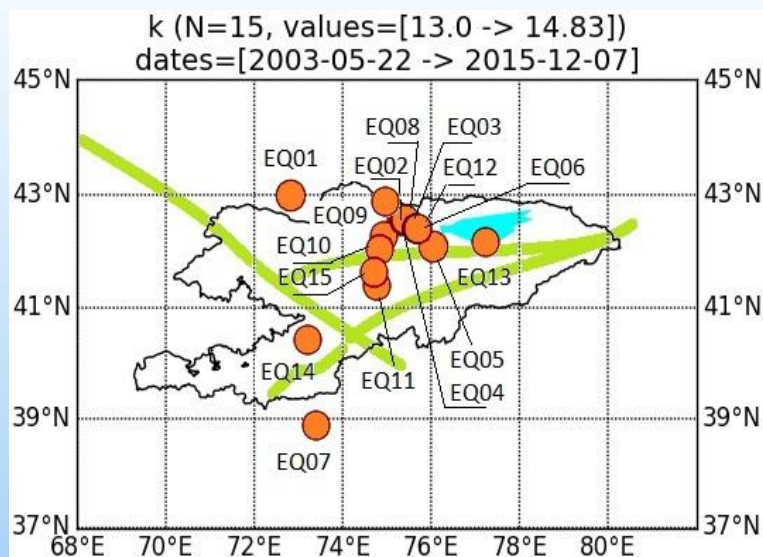 k (N=15, values=[13.0 -> 14.83])
dates=[2003-05-22 -> 2015-12-07]
45°N 45°N
EQ08 EQ03
EQ01 EQ02 EQ12 EQ06
43°N 43°N
EQ09
EQ10
EQ15 EQ13
41°N 41°N
EQ05
EQ14 EQ11
EQ04
39°N 39°N
EQ07
37°N 37°N
68°E 70°E 72°E 74°E 76°E 78°E 80°E